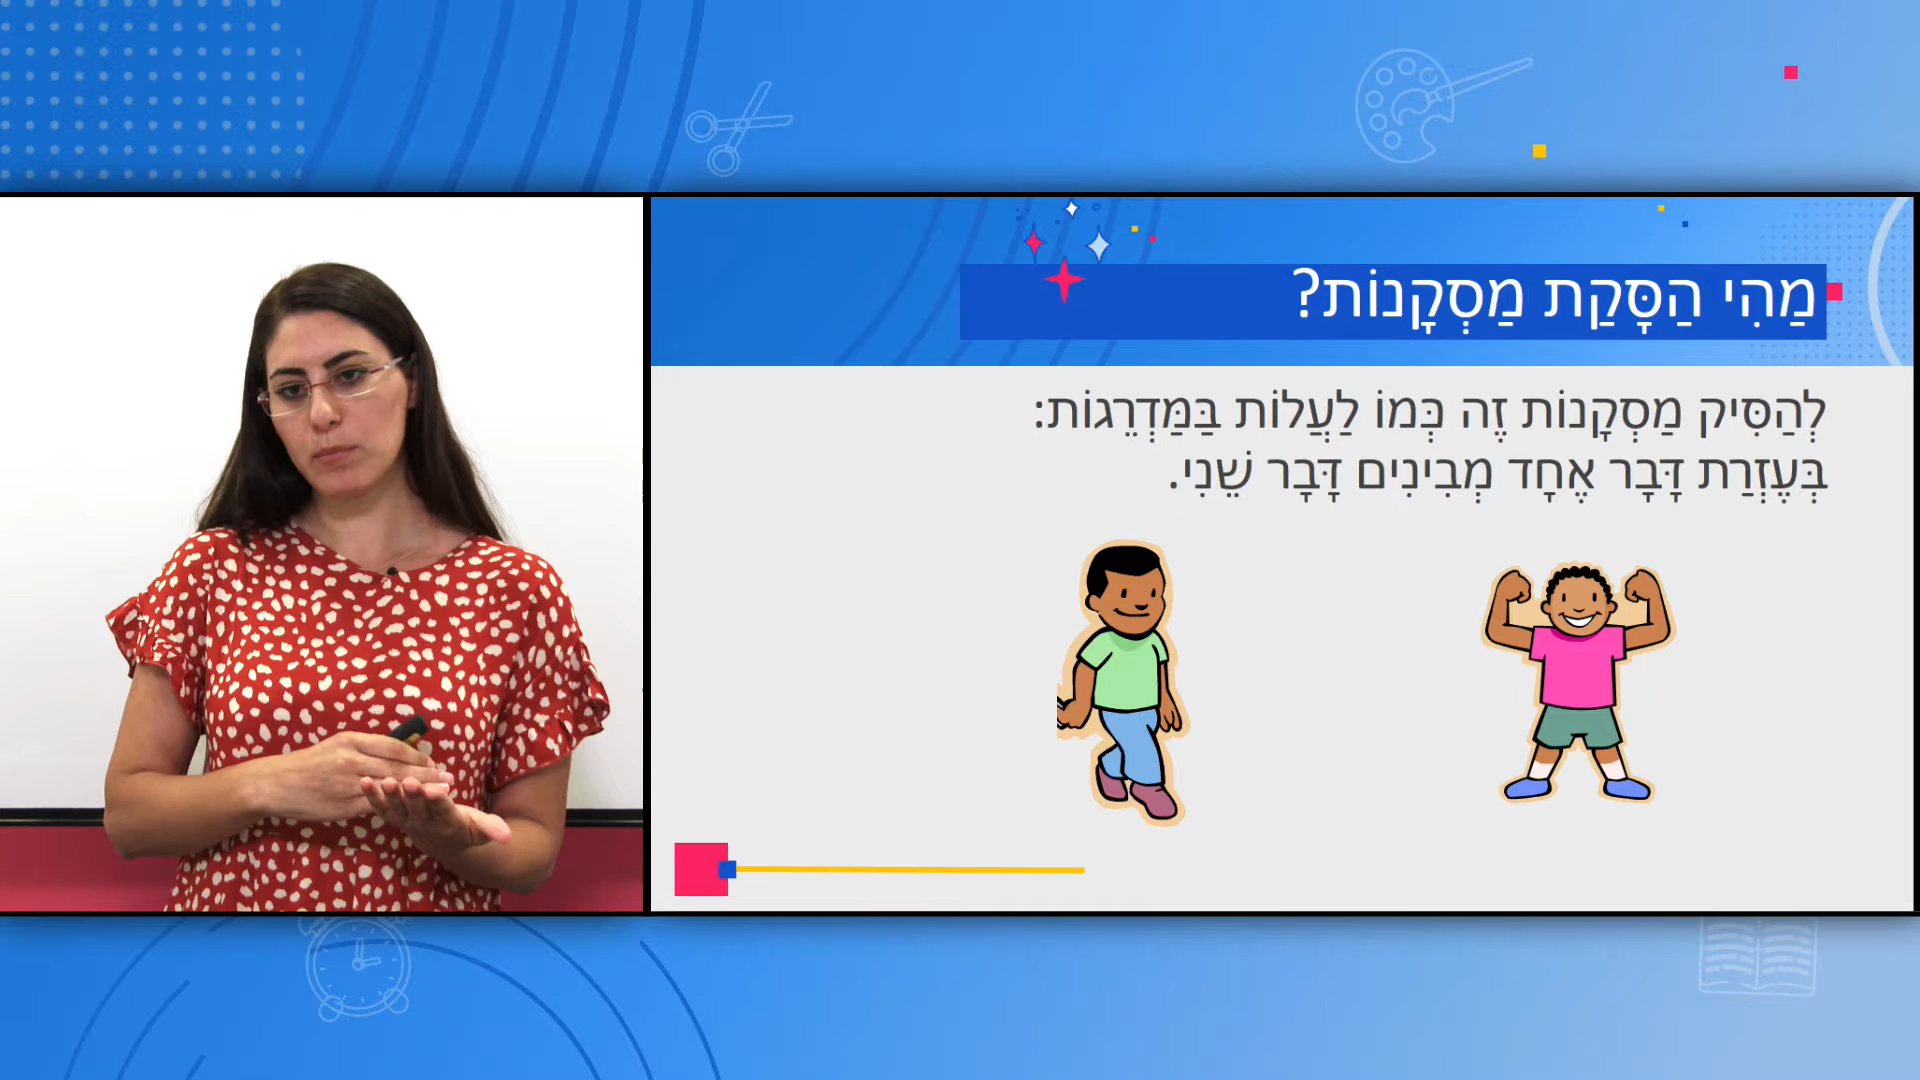 מַהִי הַסָּקַת מַסְקָנוֹת?
לְהַסִּיק מַסְקָנוֹת זֶה כְּמוֹ לַעֲלוֹת בַּמַּדְרֵגוֹת:
בְּעֶזְרַת דָּבָר אֶחָד מְבִינִים דָּבָר שֵׁנִי.